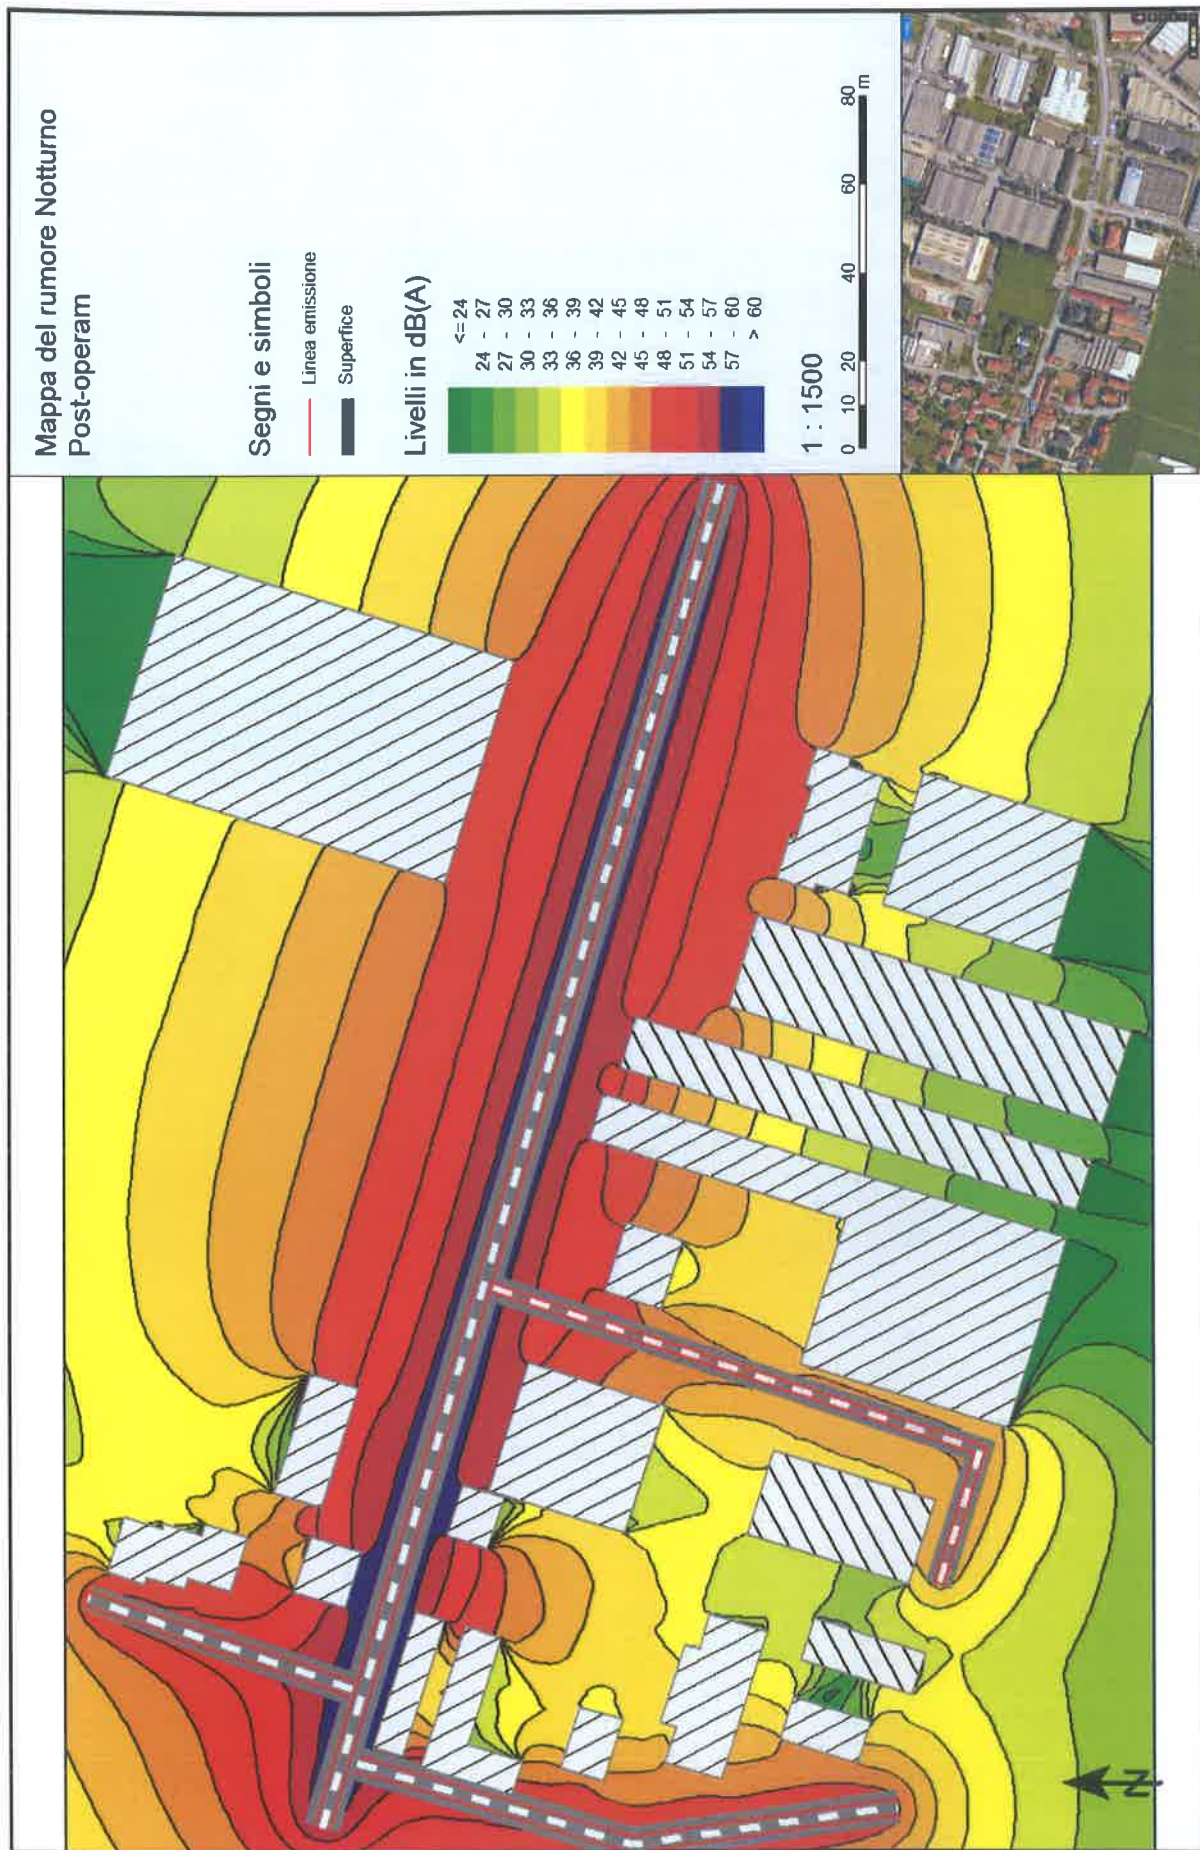 Mappa del rumore Notturno
Post-operam
Segni e simboli
Linea emissione
Superfice
Livelli in dB(A)
<= 24
24 - 27
27 - 30
30 - 33
33 - 36
36 - 39
39 - 42
42 - 45
45 - 48
48 - 51
51 - 54
54 - 57
57 - 60
> 60
1 : 1500
0 10 20 40 60 80
m
N